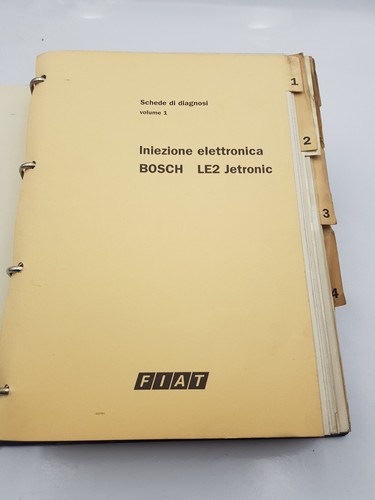 Schede di diagnosi
volume 1
Iniezione elettronica
BOSCH LE2 Jetronic
FIAT
1
2
3
4